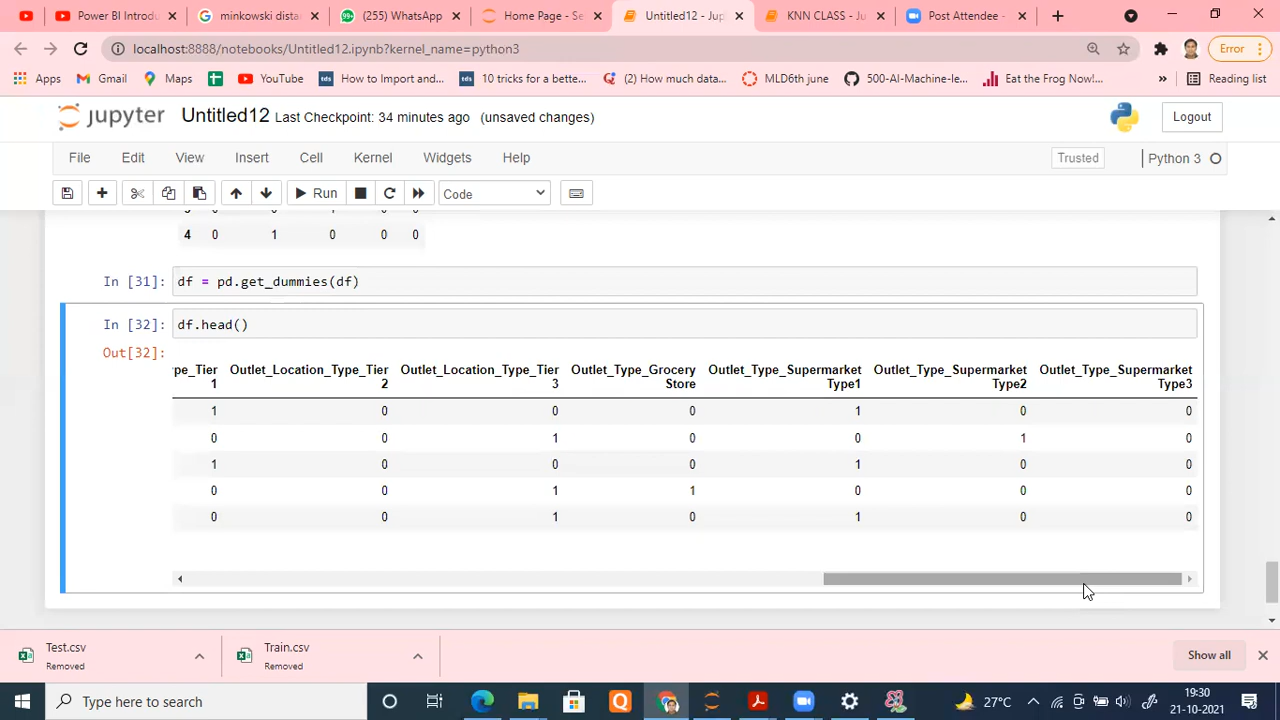 Power BI Introdu
minkowski dista
(255) WhatsApp
Home Page - Se
Untitled12 - Jup
KNN CLASS - Ju
Post Attendee -
localhost:8888/notebooks/Untitled12.ipynb?kernel_name=python3
Error
Apps
Gmail
Maps
YouTube
tds
How to Import and...
tds
10 tricks for a bette...
(2) How much data...
MLD6th june
500-AI-Machine-le...
Eat the Frog Now!...
Reading list
jupyter
Untitled12
Last Checkpoint: 34 minutes ago (unsaved changes)
Logout
File Edit View Insert Cell Kernel Widgets Help
Trusted
Python 3
Run
Code
4 0 1 0 0 0
In [31]: df = pd.get_dummies(df)
In [32]: df.head()
Out[32]:
ype_Tier Outlet_Location_Type_Tier Outlet_Location_Type_Tier Outlet_Type_Grocery Outlet_Type_Supermarket Outlet_Type_Supermarket Outlet_Type_Supermarket
1 2 3 Store Type1 Type2 Type3
1 0 0 0 1 0 0
0 0 1 0 0 1 0
1 0 0 0 1 0 0
0 0 1 1 0 0 0
0 0 1 0 1 0 0
Test.csv
Removed
Train.csv
Removed
Show all
Type here to search
27°C
19:30
21-10-2021